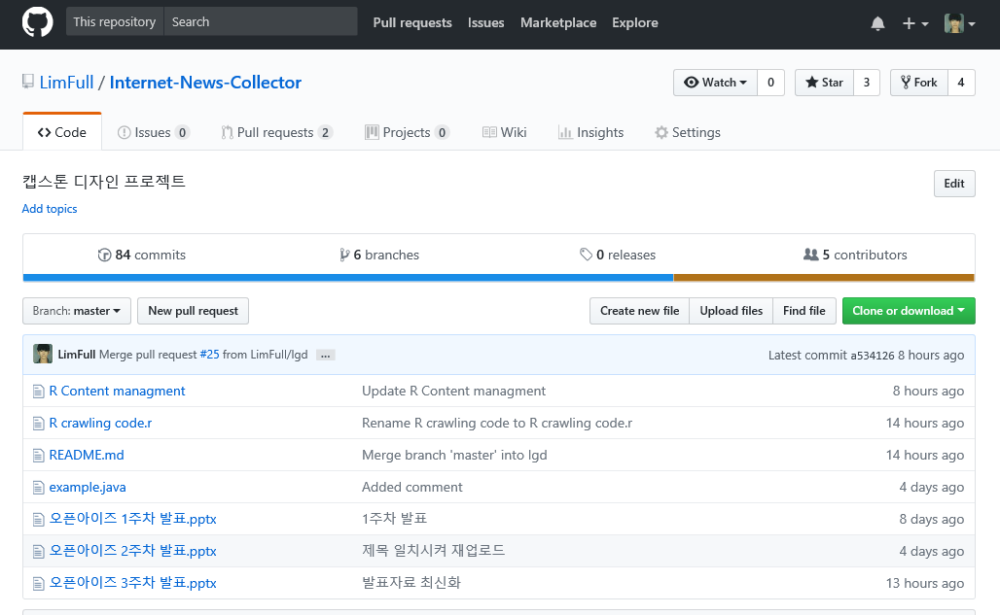 This repository Search Pull requests Issues Marketplace Explore
LimFull / Internet-News-Collector Watch 0 Star 3 Fork 4
Code Issues 0 Pull requests 2 Projects 0 Wiki Insights Settings
캡스톤 디자인 프로젝트 Edit
Add topics
84 commits 6 branches 0 releases 5 contributors
Branch: master New pull request Create new file Upload files Find file Clone or download
LimFull Merge pull request #25 from LimFull/lgd ... Latest commit a534126 8 hours ago
R Content managment Update R Content managment 8 hours ago
R crawling code.r Rename R crawling code to R crawling code.r 14 hours ago
README.md Merge branch 'master' into lgd 14 hours ago
example.java Added comment 4 days ago
오픈아이즈 1주차 발표.pptx 1주차 발표 8 days ago
오픈아이즈 2주차 발표.pptx 제목 일치시켜 재업로드 4 days ago
오픈아이즈 3주차 발표.pptx 발표자료 최신화 13 hours ago